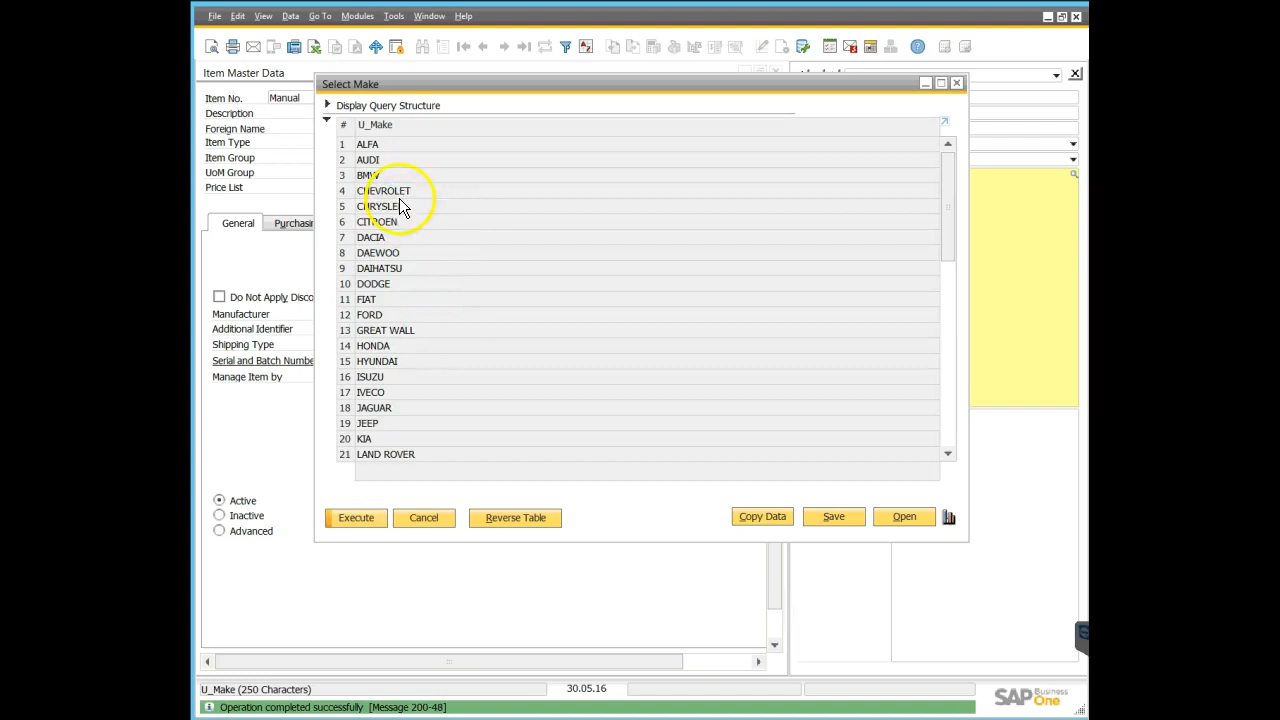 File Edit View Data Go To Modules Tools Window Help
Item Master Data
Item No. Manual
Description
Foreign Name
Item Type
Item Group
UoM Group
Price List
General Purchasin
Do Not Apply Disco
Manufacturer
Additional Identifier
Shipping Type
Serial and Batch Numbe
Manage Item by
Active
Inactive
Advanced
Select Make
Display Query Structure
# U_Make
1 ALFA
2 AUDI
3 BMW
4 CHEVROLET
5 CHRYSLER
6 CITROEN
7 DACIA
8 DAEWOO
9 DAIHATSU
10 DODGE
11 FIAT
12 FORD
13 GREAT WALL
14 HONDA
15 HYUNDAI
16 ISUZU
17 IVECO
18 JAGUAR
19 JEEP
20 KIA
21 LAND ROVER
Execute Cancel Reverse Table Copy Data Save Open
U_Make (250 Characters) 30.05.16
Operation completed successfully [Message 200-48]
SAP Business One